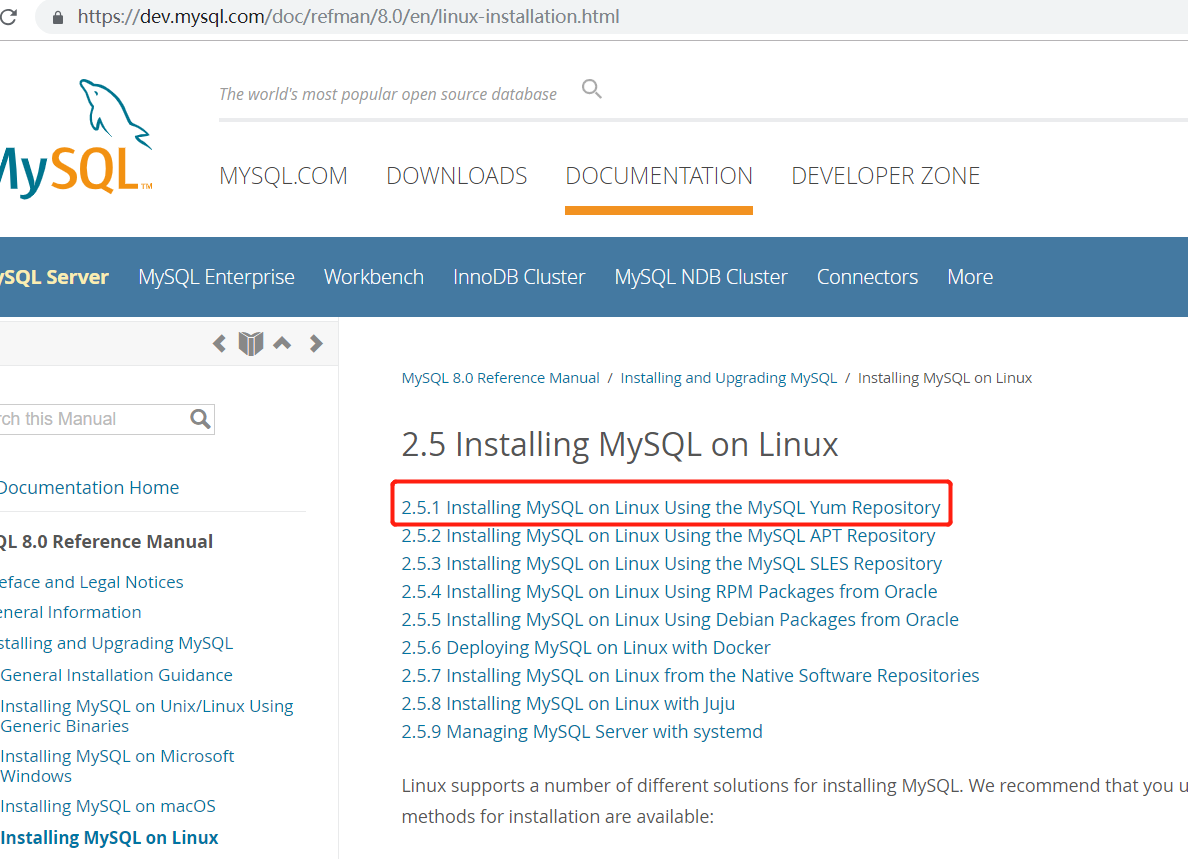 https://dev.mysql.com/doc/refman/8.0/en/linux-installation.html
The world's most popular open source database
MySQL™
MYSQL.COM DOWNLOADS DOCUMENTATION DEVELOPER ZONE
ySQL Server MySQL Enterprise Workbench InnoDB Cluster MySQL NDB Cluster Connectors More
MySQL 8.0 Reference Manual / Installing and Upgrading MySQL / Installing MySQL on Linux
rch this Manual
Documentation Home
QL 8.0 Reference Manual
eface and Legal Notices
eneral Information
stalling and Upgrading MySQL
General Installation Guidance
Installing MySQL on Unix/Linux Using
Generic Binaries
Installing MySQL on Microsoft
Windows
Installing MySQL on macOS
Installing MySQL on Linux
2.5 Installing MySQL on Linux
2.5.1 Installing MySQL on Linux Using the MySQL Yum Repository
2.5.2 Installing MySQL on Linux Using the MySQL APT Repository
2.5.3 Installing MySQL on Linux Using the MySQL SLES Repository
2.5.4 Installing MySQL on Linux Using RPM Packages from Oracle
2.5.5 Installing MySQL on Linux Using Debian Packages from Oracle
2.5.6 Deploying MySQL on Linux with Docker
2.5.7 Installing MySQL on Linux from the Native Software Repositories
2.5.8 Installing MySQL on Linux with Juju
2.5.9 Managing MySQL Server with systemd
Linux supports a number of different solutions for installing MySQL. We recommend that you u
methods for installation are available: